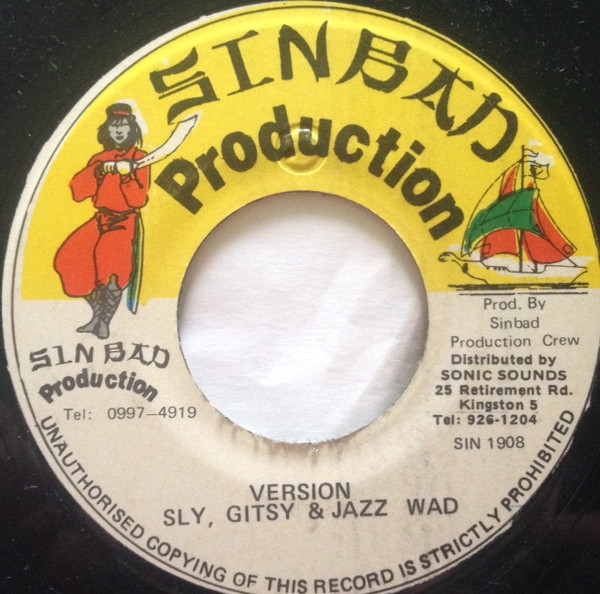 SINBAD
Production
SINBAD
Production
Tel: 0997-4919
Prod. By
Sinbad
Production Crew
Distributed by
SONIC SOUNDS
25 Retirement Rd.
Kingston 5
Tel: 926-1204
SIN 1908
VERSION
SLY, GITSY & JAZZ WAD
UNAUTHORISED COPYING OF THIS RECORD IS STRICTLY PROHIBITED